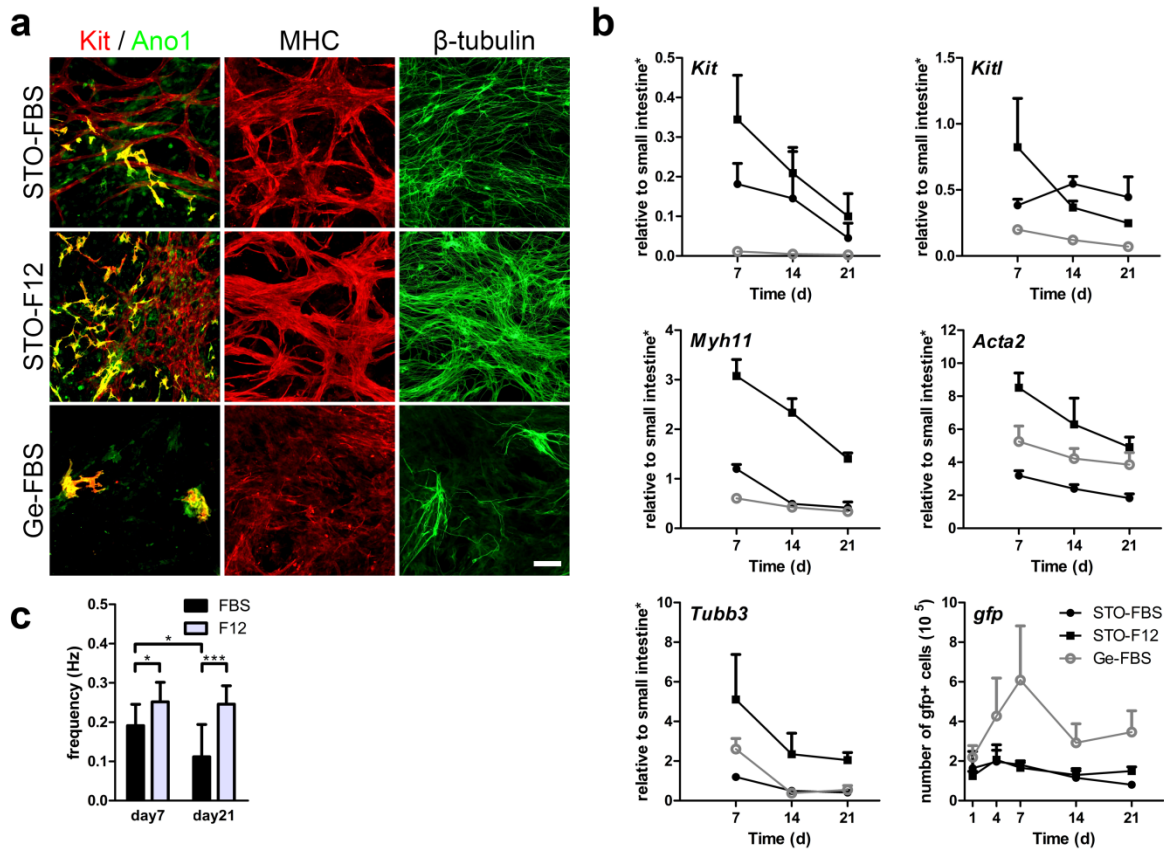 a
Kit / Ano1
MHC
β-tubulin
STO-FBS
STO-F12
Ge-FBS
b
Kit
relative to small intestine*
0.5
0.4
0.3
0.2
0.1
0.0
7
14
21
Time (d)
Kitl
relative to small intestine*
1.5
1.0
0.5
0.0
7
14
21
Time (d)
Myh11
relative to small intestine*
4
3
2
1
0
7
14
21
Time (d)
Acta2
relative to small intestine*
12
10
8
6
4
2
0
7
14
21
Time (d)
Tubb3
relative to small intestine*
10
8
6
4
2
0
7
14
21
Time (d)
gfp
number of gfp+ cells (10 5)
10
8
6
4
2
0
1
4
7
14
21
Time (d)
STO-FBS
STO-F12
Ge-FBS
c
frequency (Hz)
0.5
0.4
0.3
0.2
0.1
0.0
FBS
F12
*
*
***
day7
day21